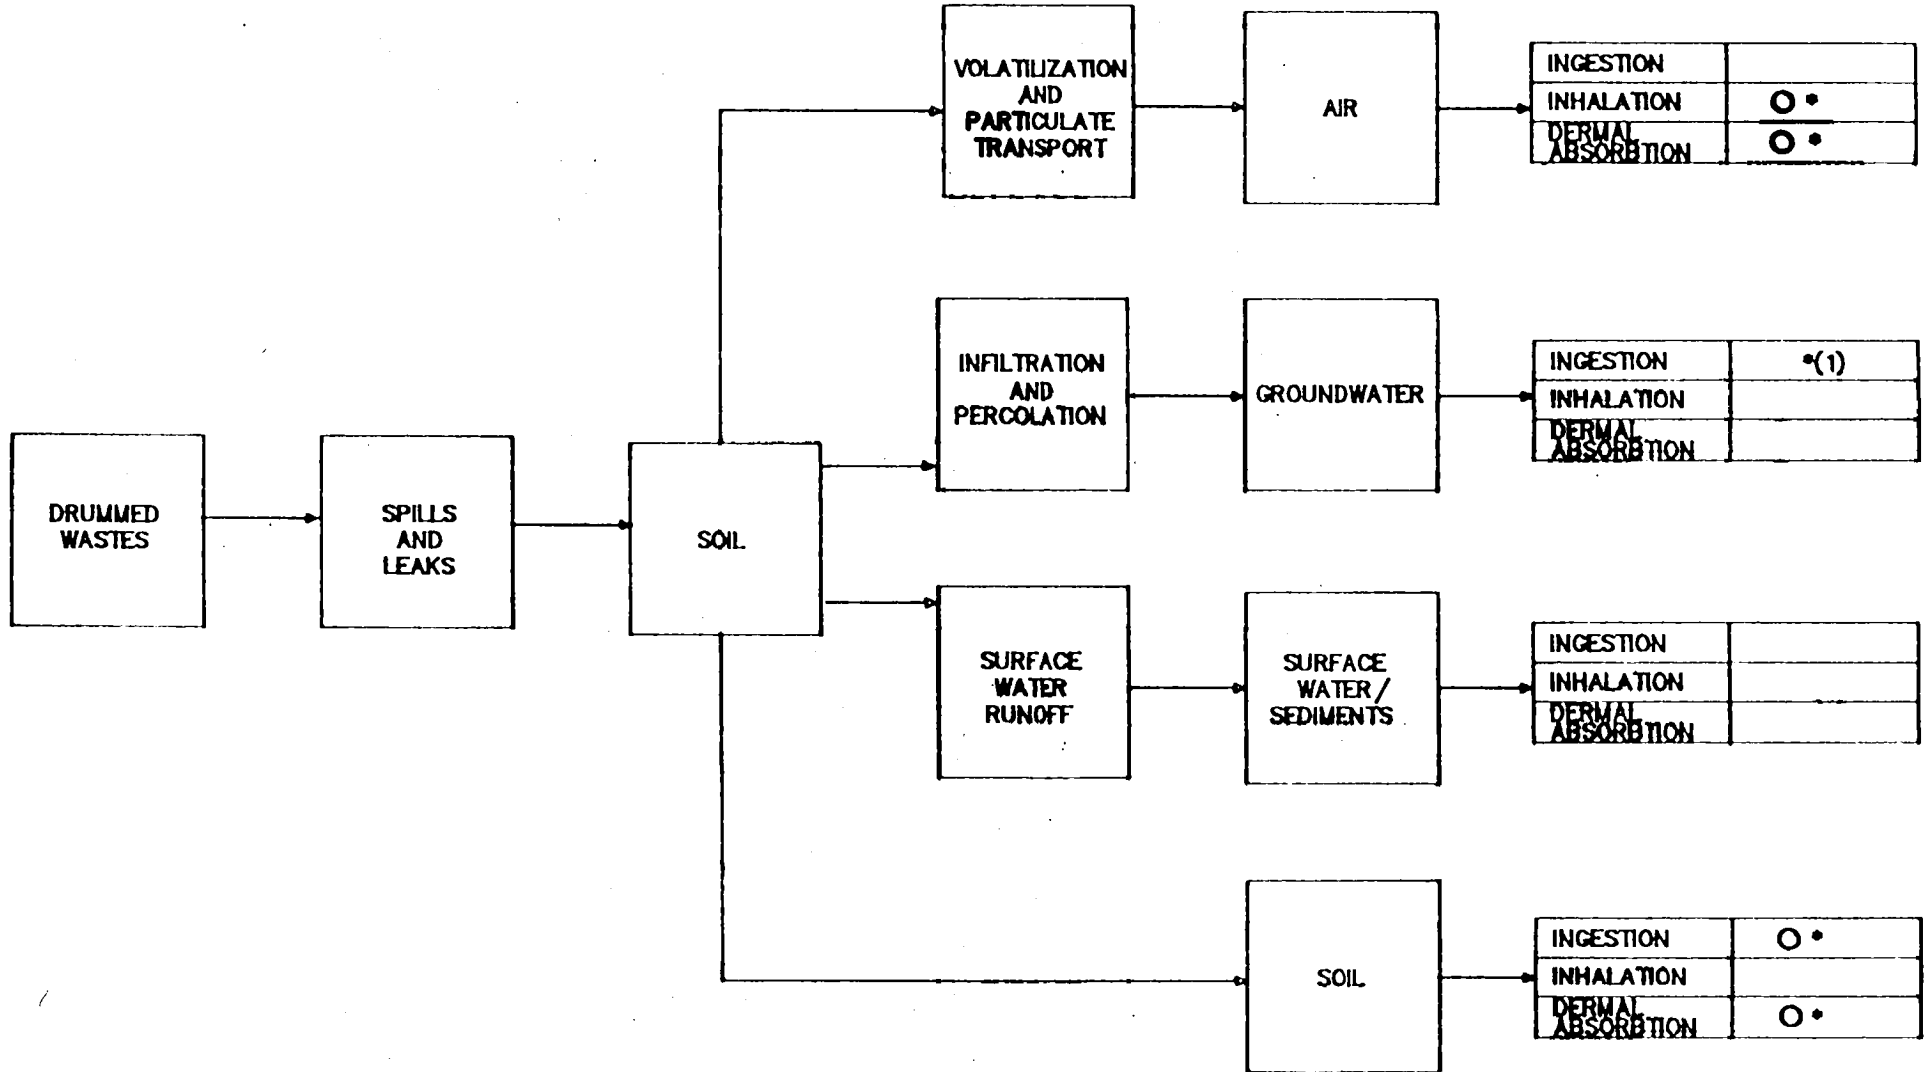 VOLATILIZATION
AND
PARTICULATE
TRANSPORT
AIR
INGESTION
INHALATION O *
DERMAL
ABSORBTION O *
INFILTRATION
AND
PERCOLATION
GROUNDWATER
INGESTION *(1)
INHALATION
DERMAL
ABSORBTION
DRUMMED
WASTES
SPILLS
AND
LEAKS
SOIL
SURFACE
WATER
RUNOFF
SURFACE
WATER/
SEDIMENTS
INGESTION
INHALATION
DERMAL
ABSORBTION
SOIL
INGESTION O *
INHALATION
DERMAL
ABSORBTION O *